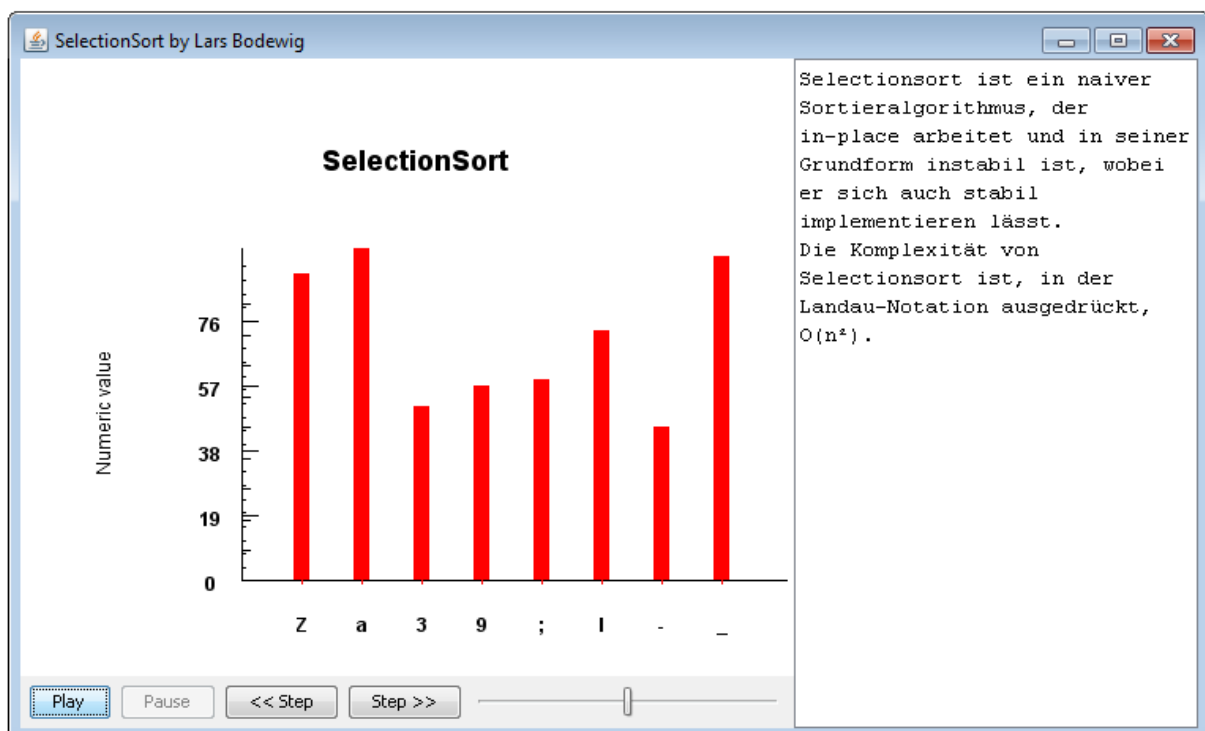 SelectionSort by Lars Bodewig
SelectionSort
Numeric value
76
57
38
19
0
Z a 3 9 ; I - _
Play Pause << Step Step >>
Selectionsort ist ein naiver
Sortieralgorithmus, der
in-place arbeitet und in seiner
Grundform instabil ist, wobei
er sich auch stabil
implementieren lässt.
Die Komplexität von
Selectionsort ist, in der
Landau-Notation ausgedrückt,
O(n²).